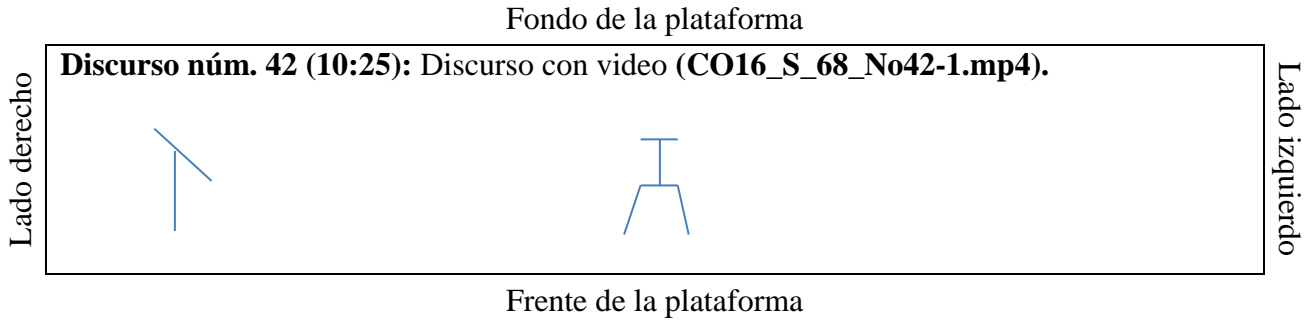 Fondo de la plataforma
Discurso núm. 42 (10:25): Discurso con video (CO16_S_68_No42-1.mp4).
Lado derecho
Lado izquierdo
Frente de la plataforma